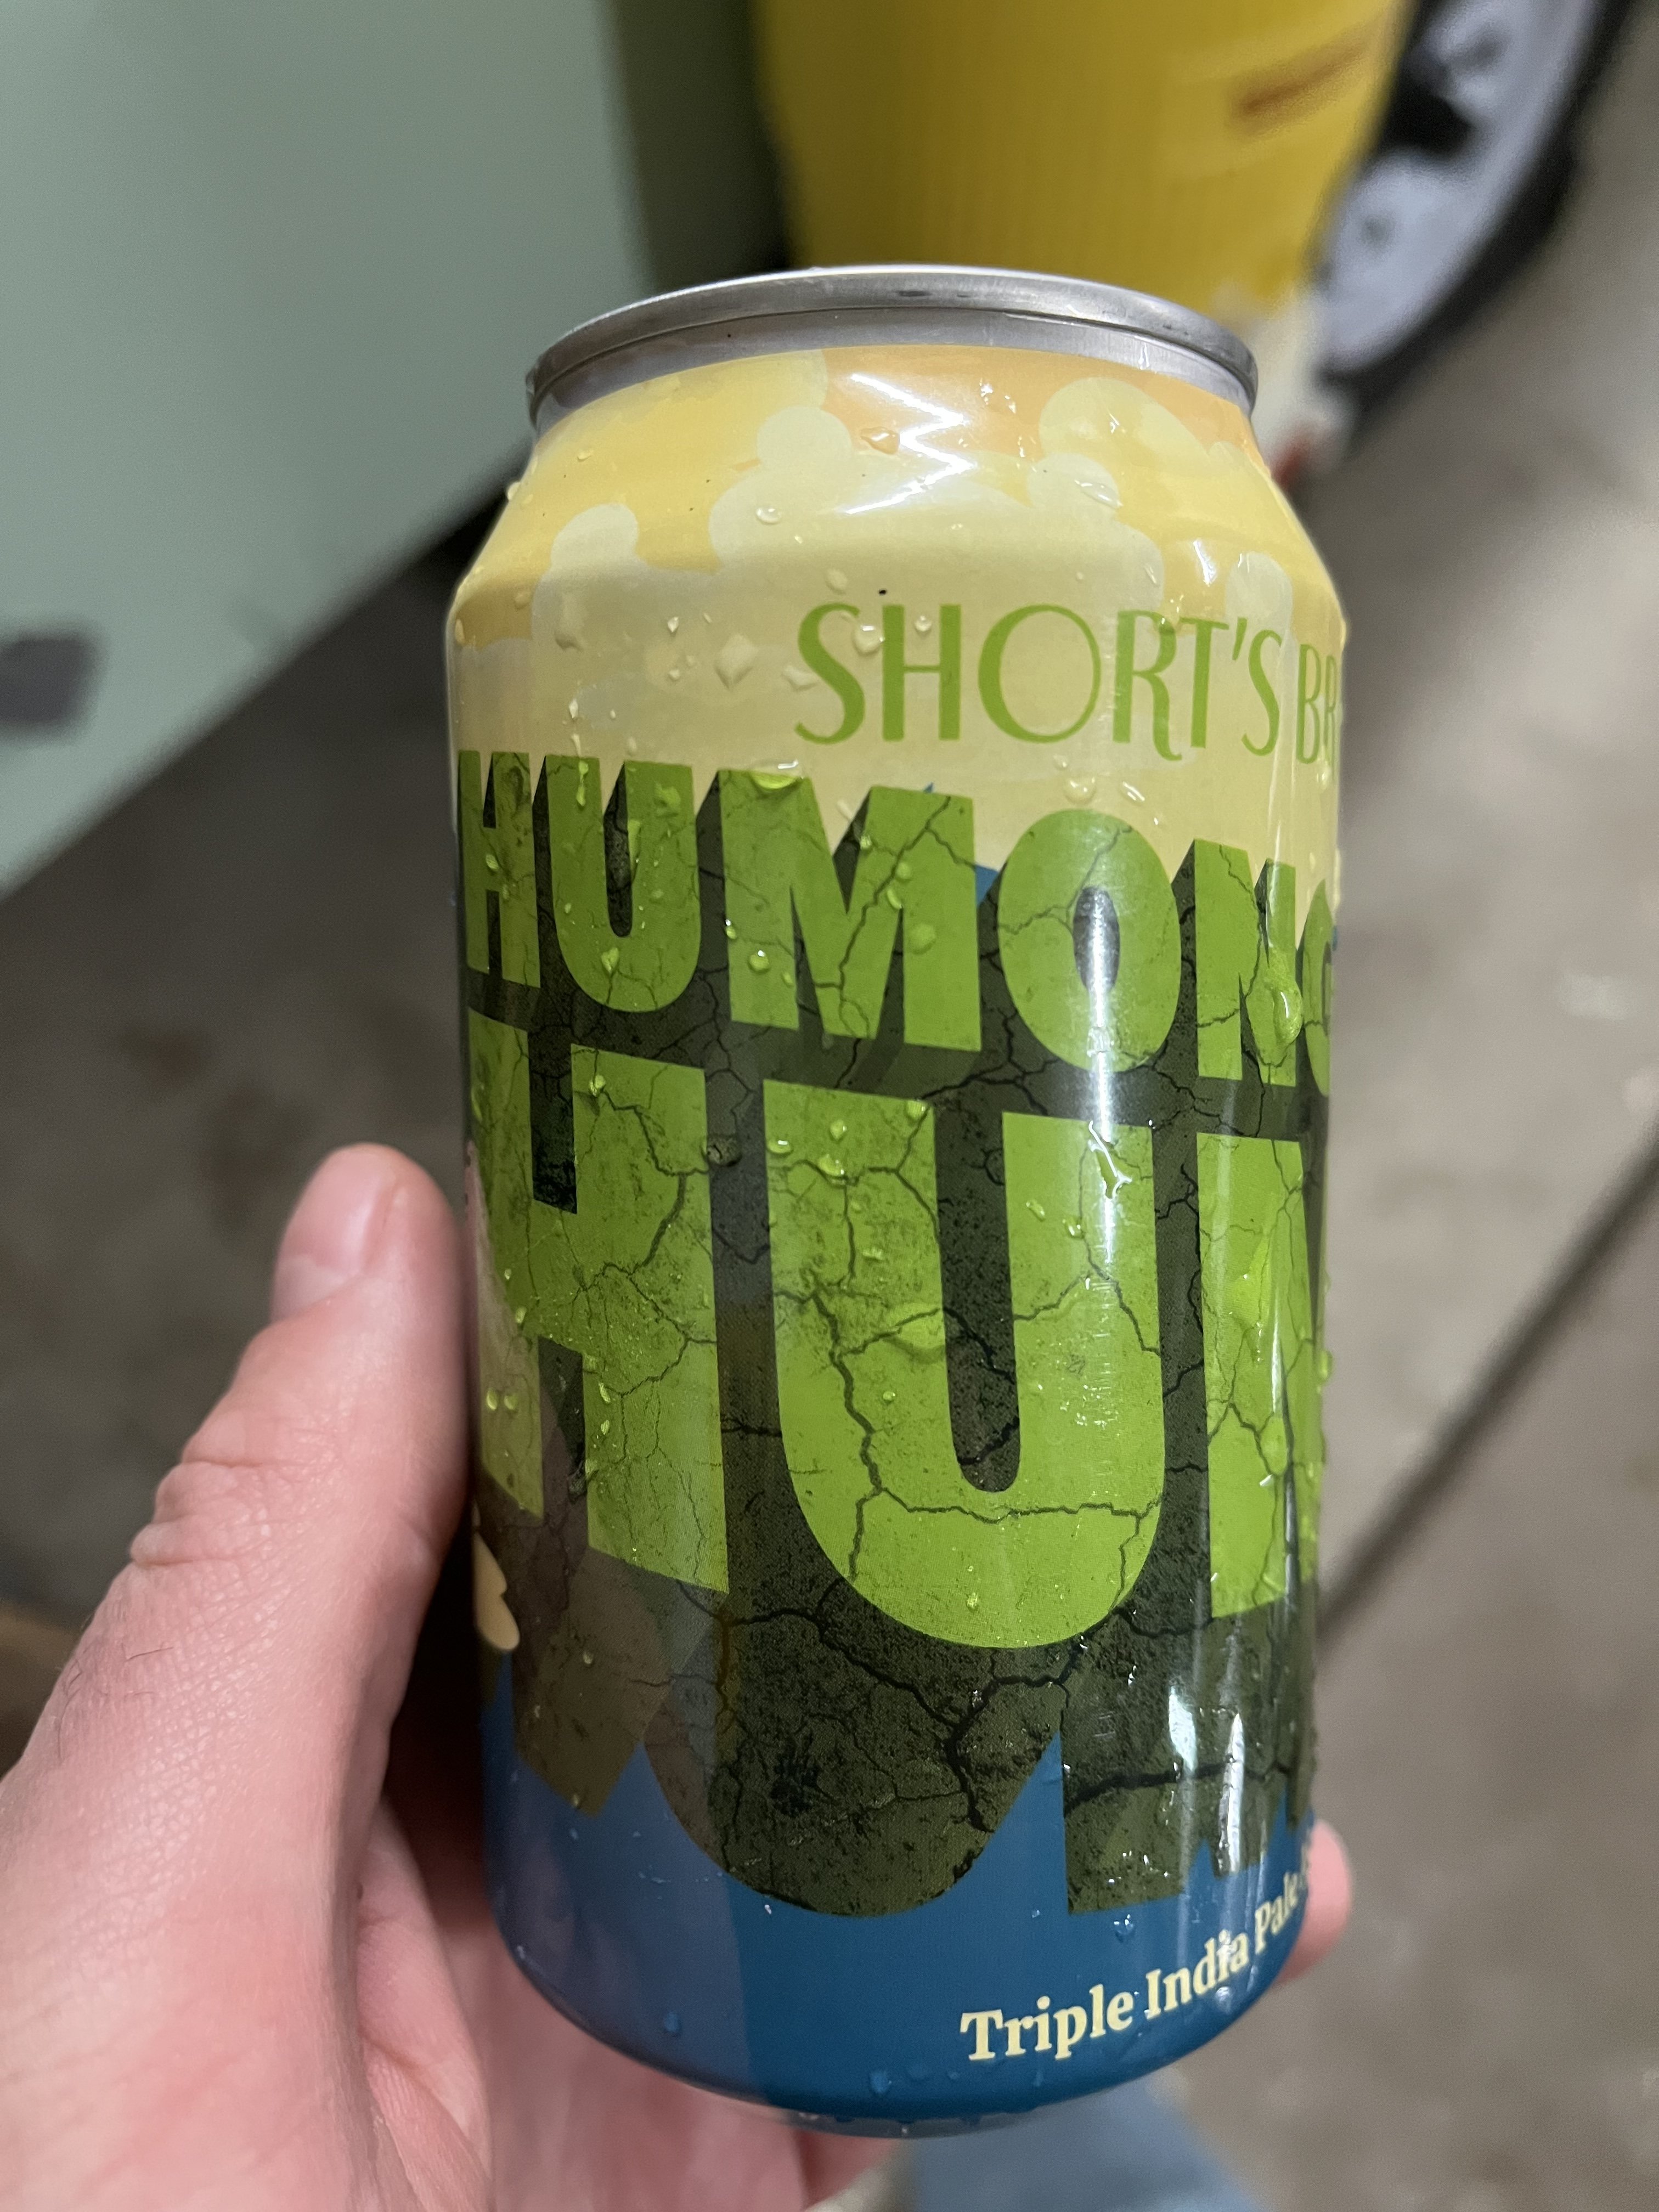 SHORT'S BR
HUMONG
HUM
Triple India Pale